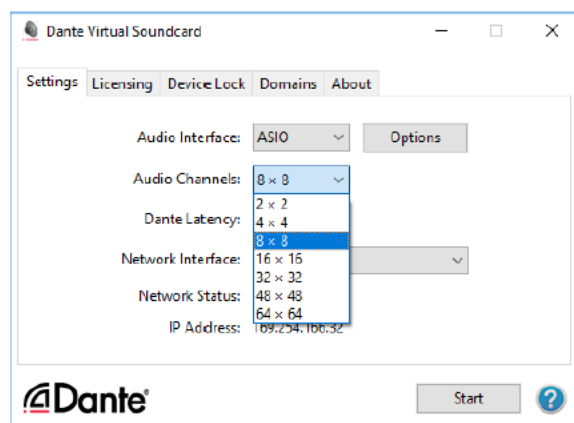 Dante Virtual Soundcard
Settings Licensing Device Lock Domains About
Audio Interface: ASIO Options
Audio Channels: 8 × 8
2 × 2
Dante Latency: 4 × 4
8 × 8
Network Interface: 16 × 16
32 × 32
Network Status: 48 × 48
64 × 64
IP Address: 169.254.166.32
Dante®
Start
?